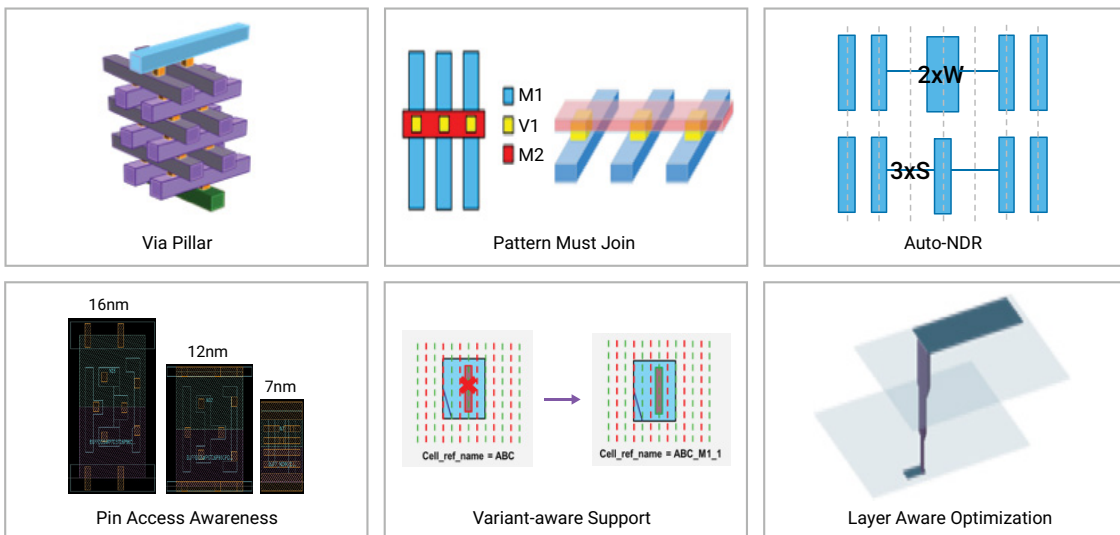 Via Pillar
M1
V1
M2
Pattern Must Join
2xW
3xS
Auto-NDR
16nm
12nm
7nm
Pin Access Awareness
Cell_ref_name = ABC
Cell_ref_name = ABC_M1_1
Variant-aware Support
Layer Aware Optimization